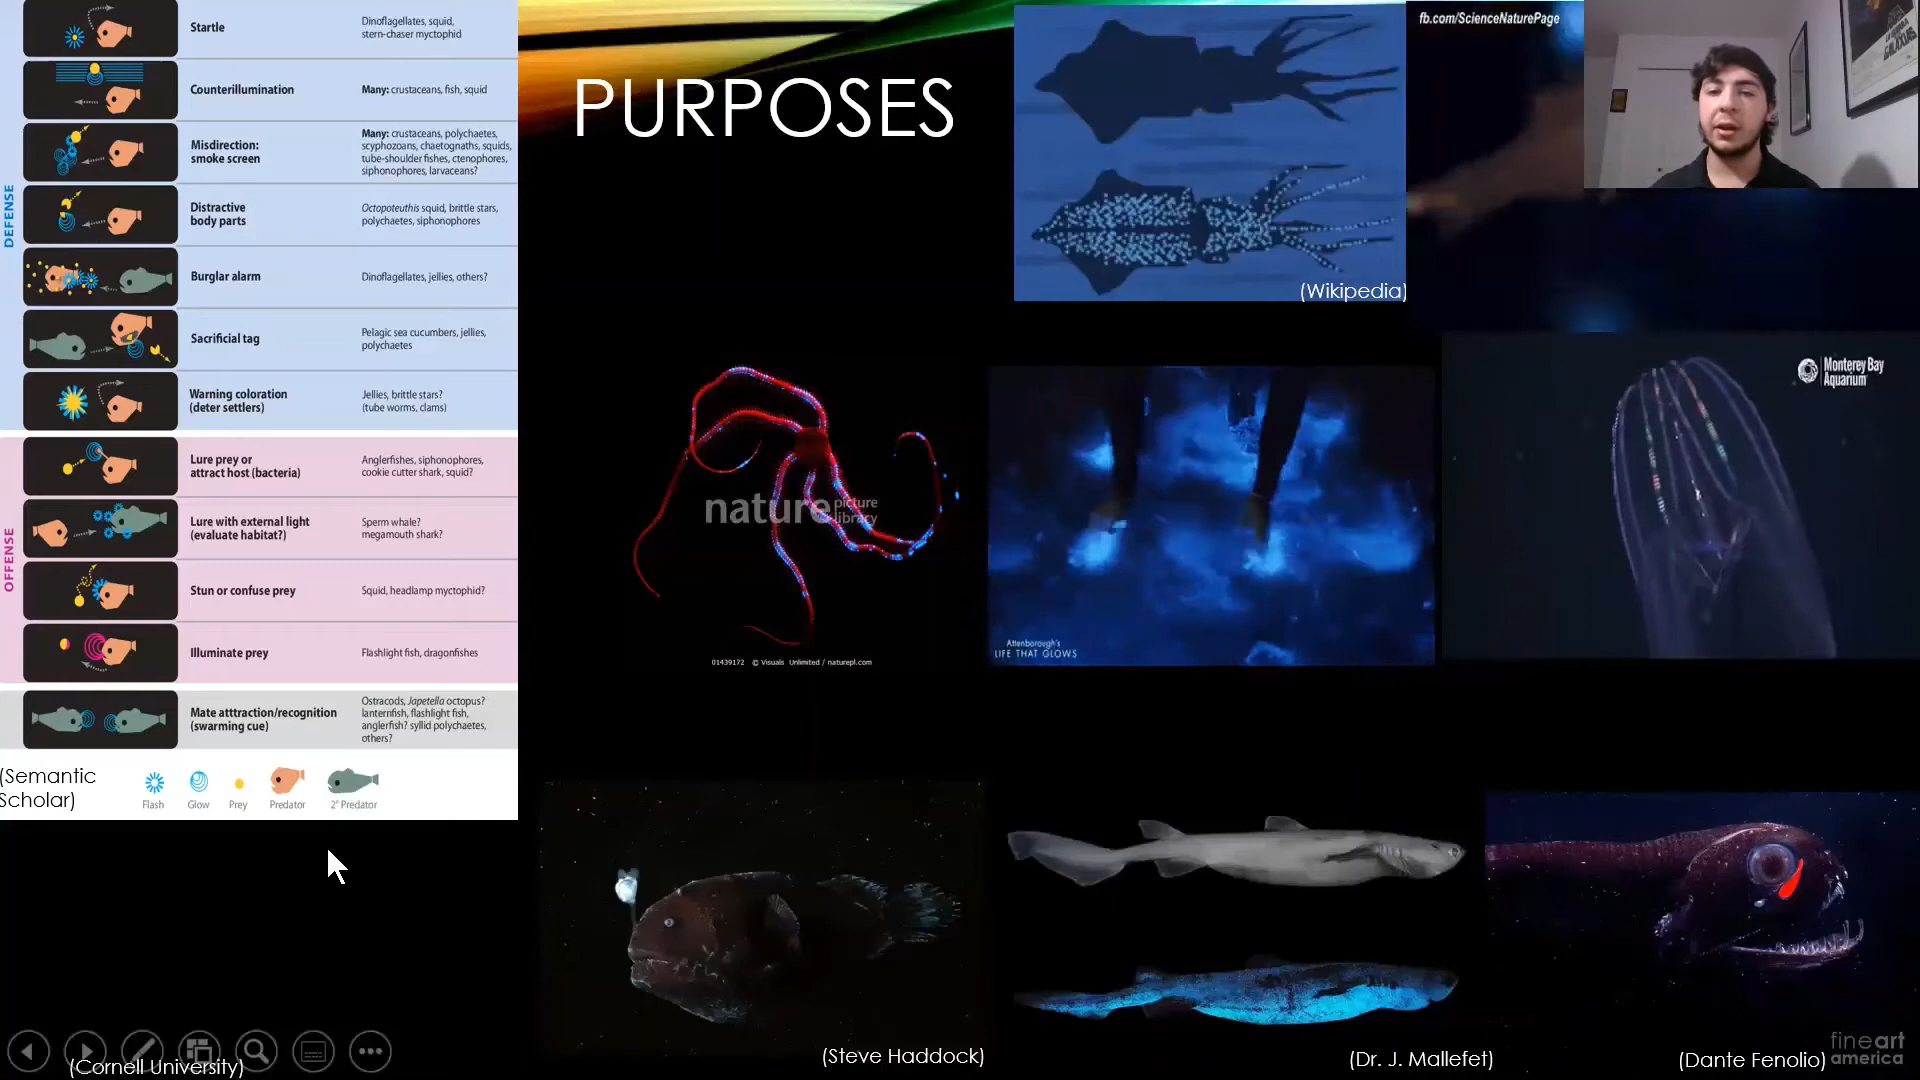 PURPOSES
DEFENSE
Startle
Dinoflagellates, squid,
stern-chaser myctophid
Counterillumination
Many: crustaceans, fish, squid
Misdirection:
smoke screen
Many: crustaceans, polychaetes,
scyphozoans, chaetognaths, squids,
tube-shoulder fishes, ctenophores,
siphonophores, larvaceans?
Distractive
body parts
Octopoteuthis squid, brittle stars,
polychaetes, siphonophores
Burglar alarm
Dinoflagellates, jellies, others?
Sacrificial tag
Pelagic sea cucumbers, jellies,
polychaetes
Warning coloration
(deter settlers)
Jellies, brittle stars?
(tube worms, clams)
OFFENSE
Lure prey or
attract host (bacteria)
Anglerfishes, siphonophores,
cookie cutter shark, squid?
Lure with external light
(evaluate habitat?)
Sperm whale?
megamouth shark?
Stun or confuse prey
Squid, headlamp myctophid?
Illuminate prey
Flashlight fish, dragonfishes
Mate atttraction/recognition
(swarming cue)
Ostracods, Japetella octopus?
lanternfish, flashlight fish,
anglerfish? syllid polychaetes,
others?
(Semantic
Scholar)
Flash
Glow
Prey
Predator
2° Predator
(Cornell University)
(Wikipedia)
fb.com/ScienceNaturePage
nature picture
library
01439172 © Visuals Unlimited / naturepl.com
Attenborough's
LIFE THAT GLOWS
Monterey Bay
Aquarium
(Steve Haddock)
(Dr. J. Mallefet)
(Dante Fenolio)
fineart
america